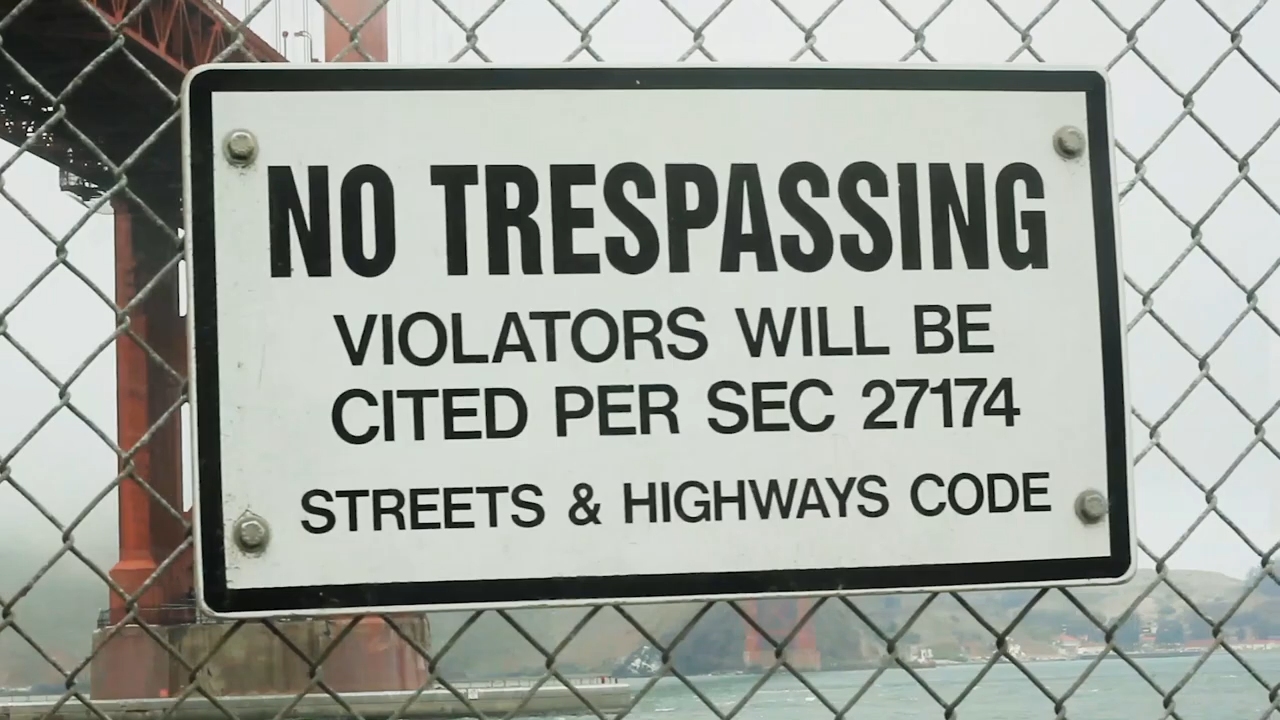 NO TRESPASSING
VIOLATORS WILL BE
CITED PER SEC 27174
STREETS & HIGHWAYS CODE